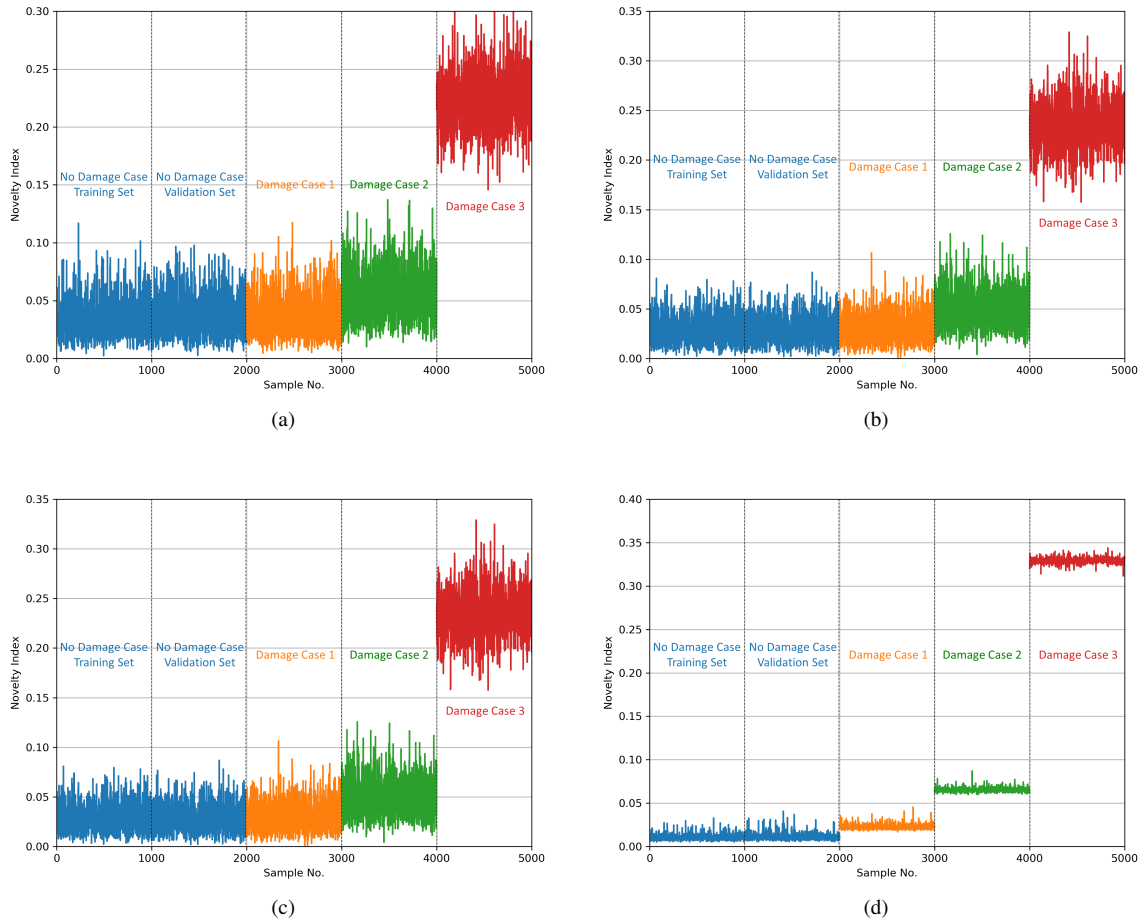 0.30
0.25
0.20
0.15
0.10
0.05
0.00
Novelty Index
No Damage Case
Training Set
No Damage Case
Validation Set
Damage Case 1
Damage Case 2
Damage Case 3
0 1000 2000 3000 4000 5000
Sample No.
(a)
0.35
0.30
0.25
0.20
0.15
0.10
0.05
0.00
Novelty Index
No Damage Case
Training Set
No Damage Case
Validation Set
Damage Case 1
Damage Case 2
Damage Case 3
0 1000 2000 3000 4000 5000
Sample No.
(b)
0.35
0.30
0.25
0.20
0.15
0.10
0.05
0.00
Novelty Index
No Damage Case
Training Set
No Damage Case
Validation Set
Damage Case 1
Damage Case 2
Damage Case 3
0 1000 2000 3000 4000 5000
Sample No.
(c)
0.40
0.35
0.30
0.25
0.20
0.15
0.10
0.05
0.00
Novelty Index
No Damage Case
Training Set
No Damage Case
Validation Set
Damage Case 1
Damage Case 2
Damage Case 3
0 1000 2000 3000 4000 5000
Sample No.
(d)